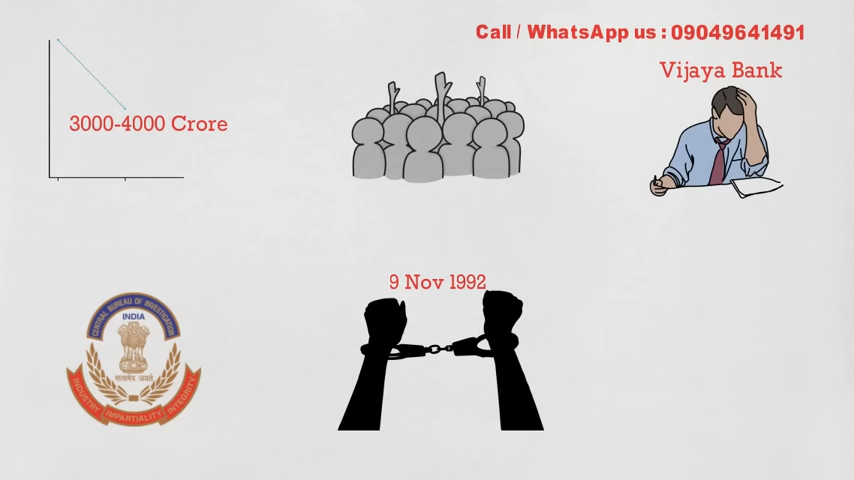 Call / WhatsApp us : 09049641491
Vijaya Bank
3000-4000 Crore
9 Nov 1992
CENTRAL BUREAU OF INVESTIGATION
INDIA
सत्यमेव जयते
INDUSTRY IMPARTIALITY INTEGRITY